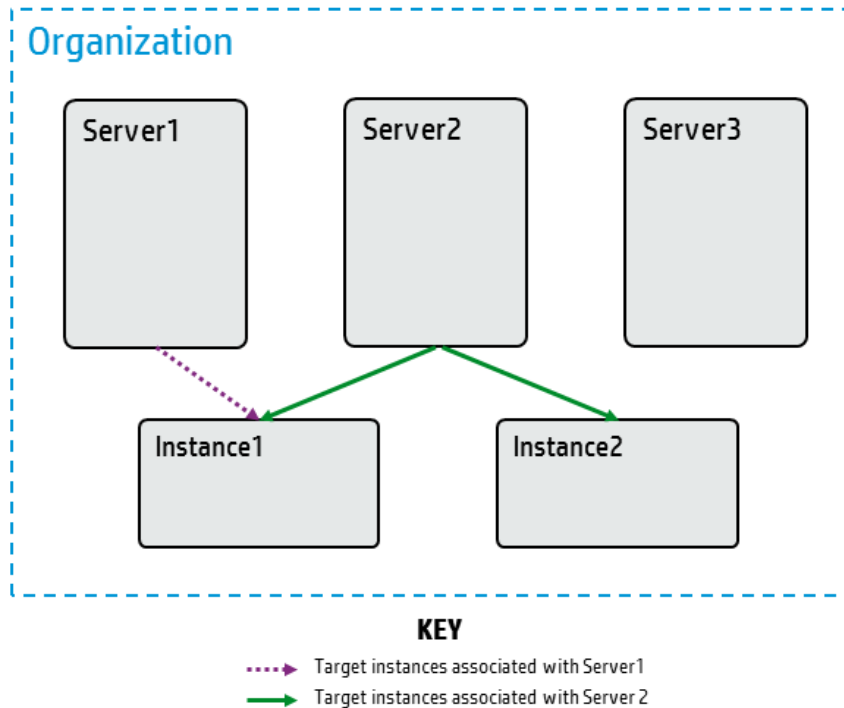 Organization
Server1
Server2
Server3
Instance1
Instance2
KEY
Target instances associated with Server1
Target instances associated with Server 2